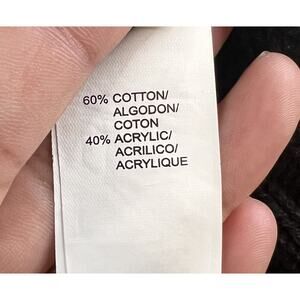 60% COTTON/
ALGODON/
COTON
40% ACRYLIC/
ACRILICO/
ACRYLIQUE